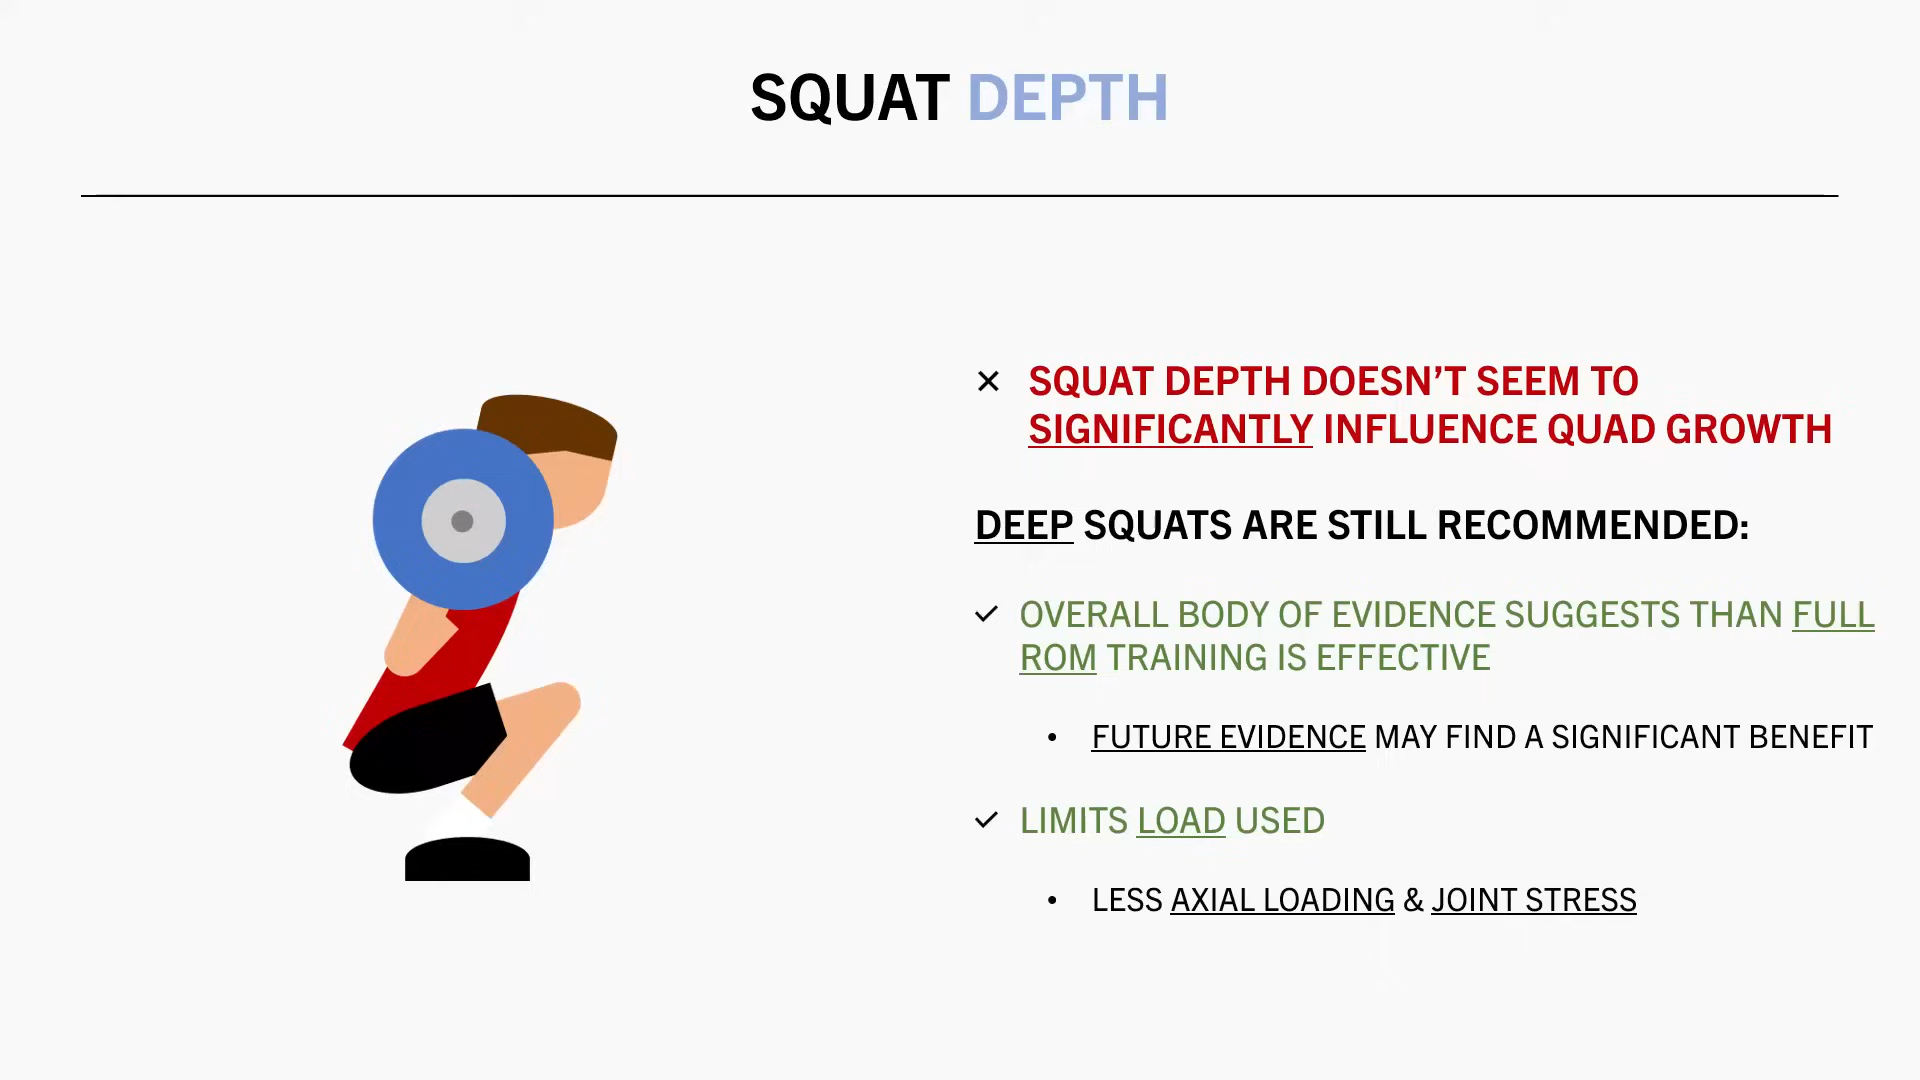 SQUAT DEPTH
✕ SQUAT DEPTH DOESN’T SEEM TO
SIGNIFICANTLY INFLUENCE QUAD GROWTH
DEEP SQUATS ARE STILL RECOMMENDED:
✓ OVERALL BODY OF EVIDENCE SUGGESTS THAN FULL
ROM TRAINING IS EFFECTIVE
• FUTURE EVIDENCE MAY FIND A SIGNIFICANT BENEFIT
✓ LIMITS LOAD USED
• LESS AXIAL LOADING & JOINT STRESS